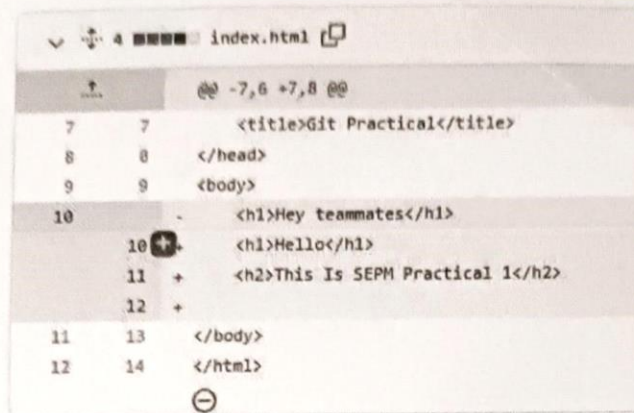 4 index.html
@@ -7,6 +7,8 @@
7 7 <title>Git Practical</title>
8 8 </head>
9 9 <body>
10 - <h1>Hey teammates</h1>
10 + <h1>Hello</h1>
11 + <h2>This Is SEPM Practical 1</h2>
12 +
11 13 </body>
12 14 </html>